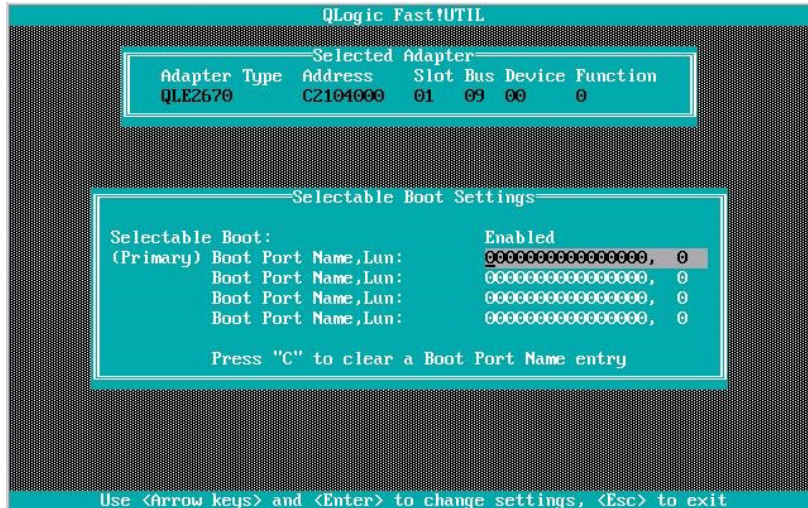 QLogic Fast!UTIL
Selected Adapter
Adapter Type Address Slot Bus Device Function
QLE2670 C2104000 01 09 00 0
Selectable Boot Settings
Selectable Boot: Enabled
(Primary) Boot Port Name,Lun: 0000000000000000, 0
Boot Port Name,Lun: 0000000000000000, 0
Boot Port Name,Lun: 0000000000000000, 0
Boot Port Name,Lun: 0000000000000000, 0
Press "C" to clear a Boot Port Name entry
Use <Arrow keys> and <Enter> to change settings, <Esc> to exit